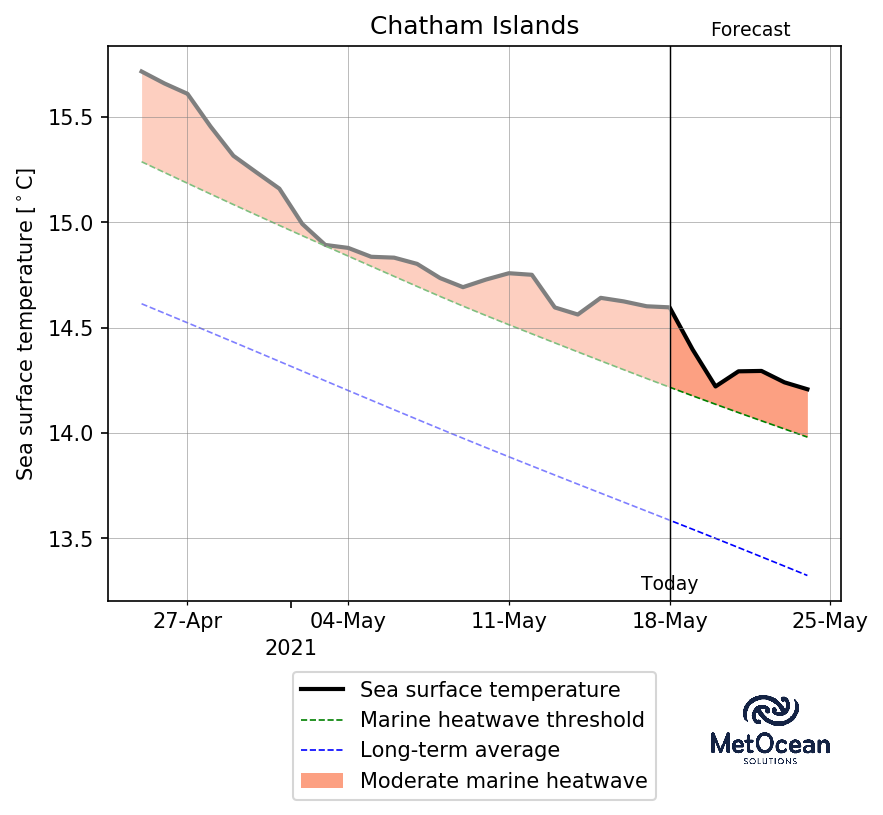 Chatham Islands
Forecast
Sea surface temperature [°C]
15.5
15.0
14.5
14.0
13.5
Today
27-Apr 04-May 11-May 18-May 25-May
2021
Sea surface temperature
Marine heatwave threshold
Long-term average
Moderate marine heatwave
MetOcean
SOLUTIONS